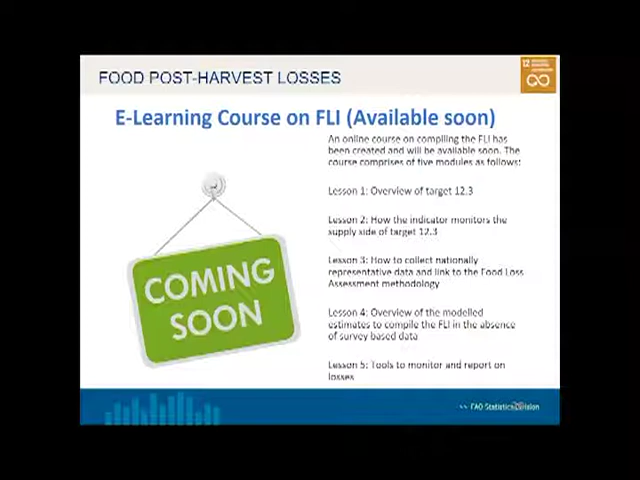 FOOD POST-HARVEST LOSSES
12
E-Learning Course on FLI (Available soon)
An online course on compiling the FLI has
been created and will be available soon. The
course comprises of five modules as follows:
Lesson 1: Overview of target 12.3
Lesson 2: How the indicator monitors the
supply side of target 12.3
Lesson 3: How to collect nationally
representative data and link to the Food Loss
Assessment methodology
Lesson 4: Overview of the modelled
estimates to compile the FLI in the absence
of survey based data
Lesson 5: Tools to monitor and report on
losses
COMING
SOON
FAO Statistics Division